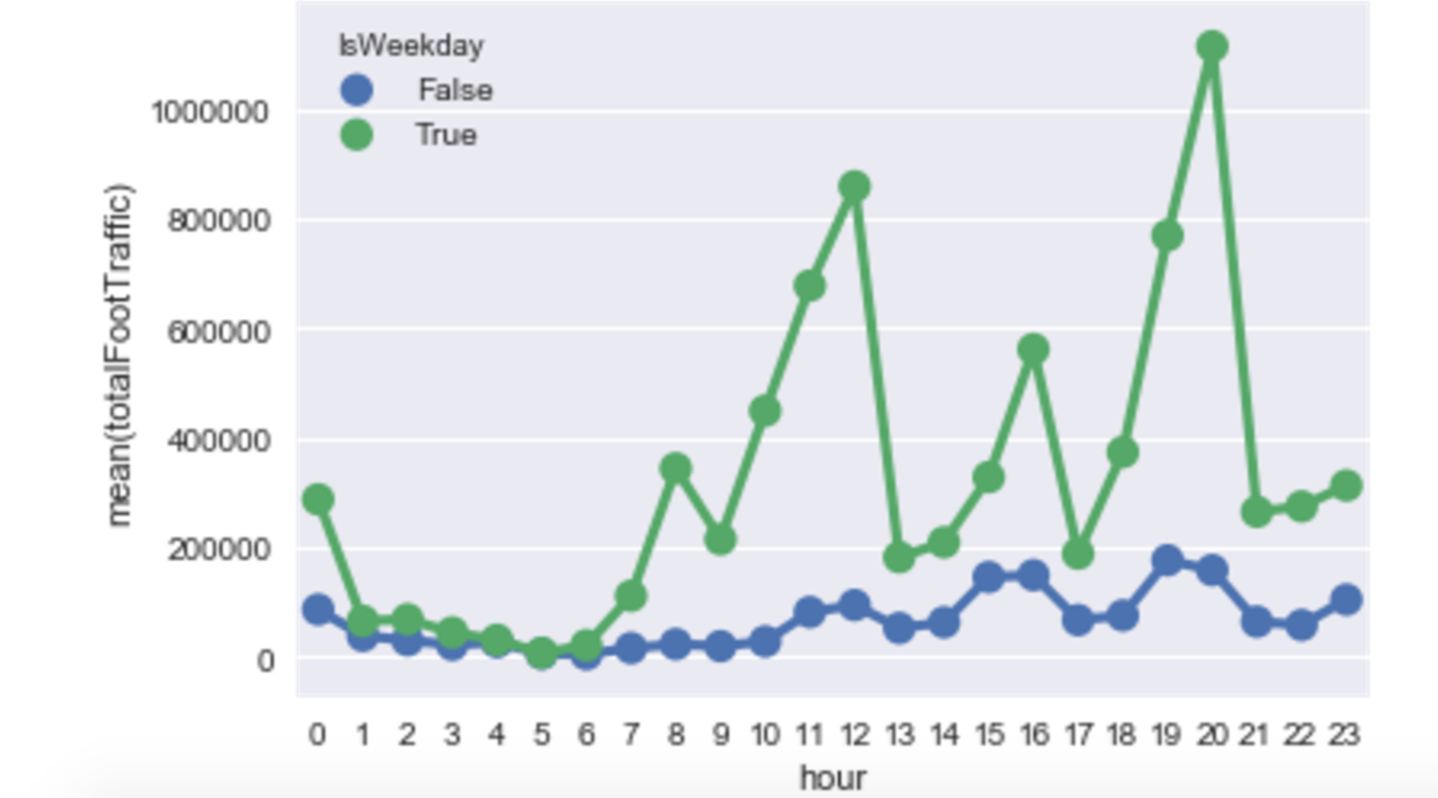 IsWeekday
False
True
1000000
800000
600000
400000
200000
0
mean(totalFootTraffic)
0 1 2 3 4 5 6 7 8 9 10 11 12 13 14 15 16 17 18 19 20 21 22 23
hour